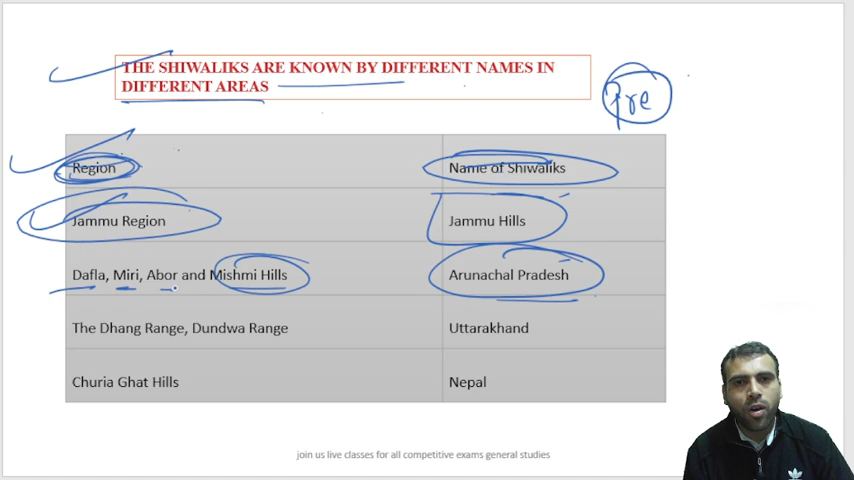 THE SHIWALIKS ARE KNOWN BY DIFFERENT NAMES IN
DIFFERENT AREAS
Pre
Region Name of Shiwaliks
Jammu Region Jammu Hills
Dafla, Miri, Abor and Mishmi Hills Arunachal Pradesh
The Dhang Range, Dundwa Range Uttarakhand
Churia Ghat Hills Nepal
join us live classes for all competitive exams general studies
adidas